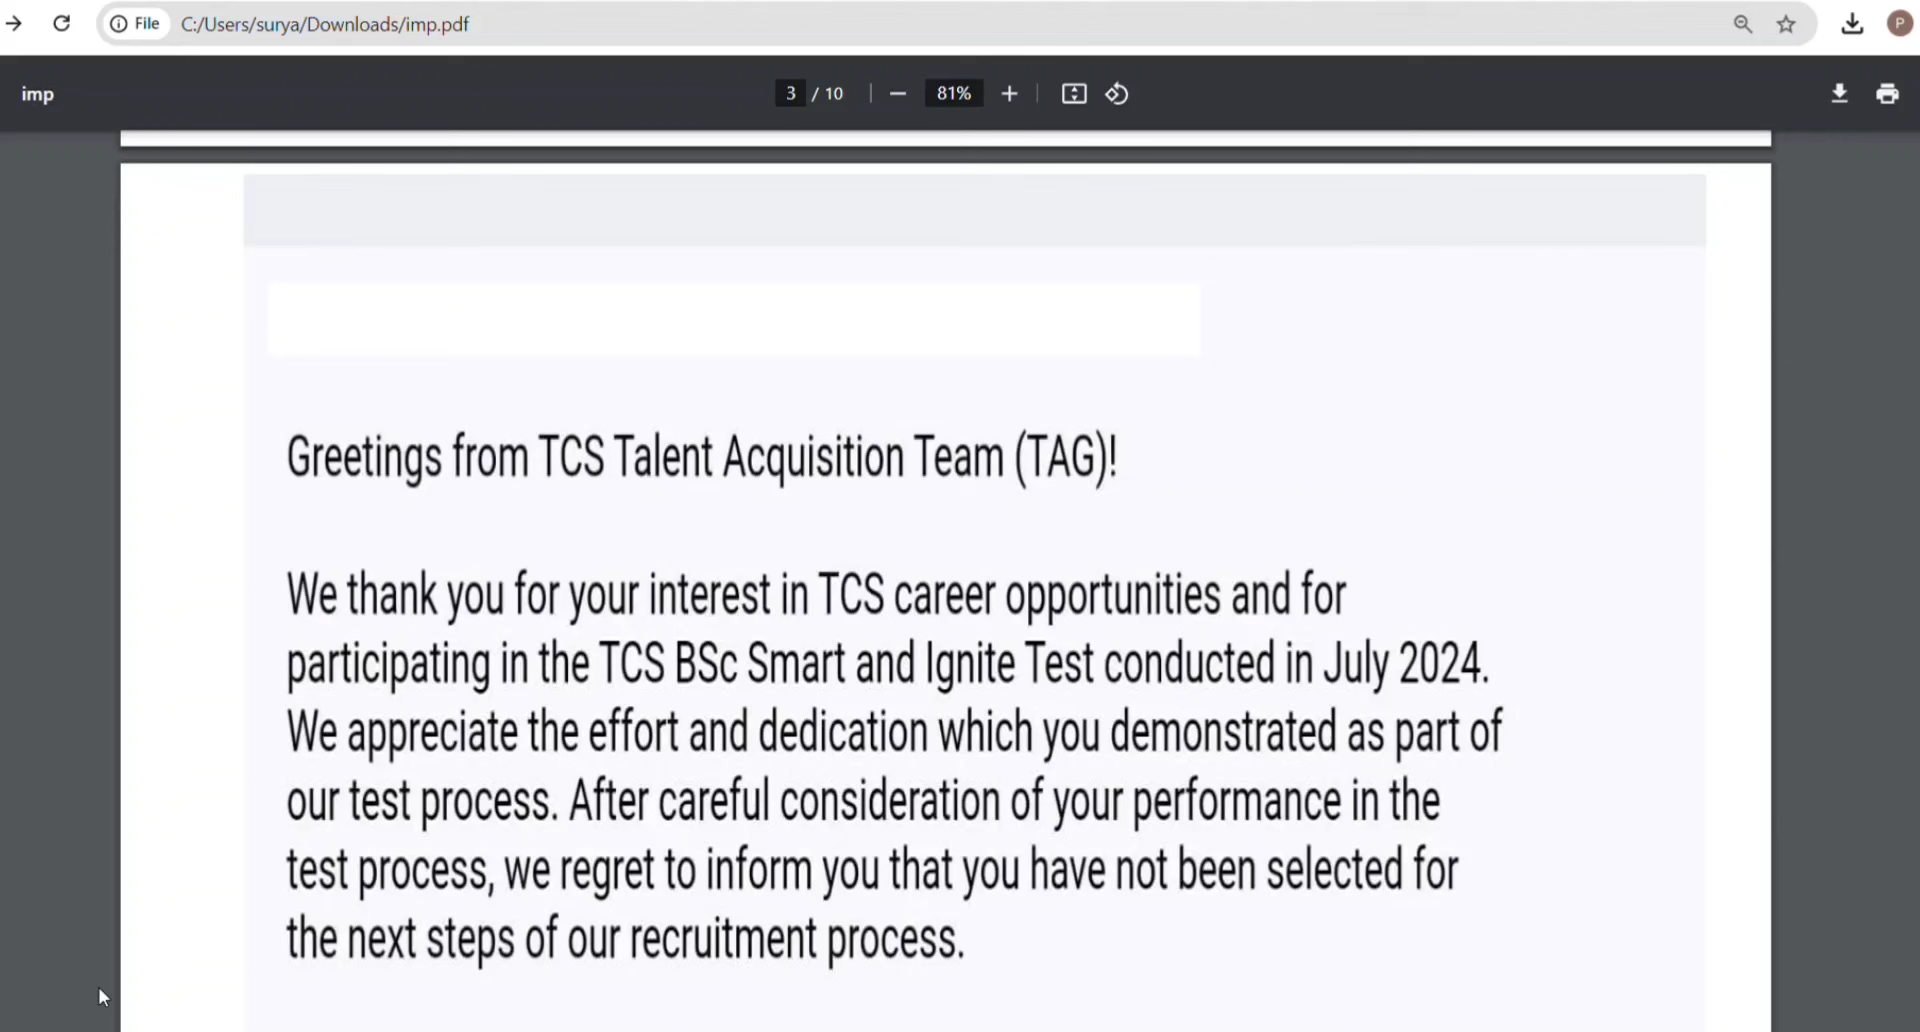 File C:/Users/surya/Downloads/imp.pdf P
imp 3 / 10 81%
Greetings from TCS Talent Acquisition Team (TAG)!
We thank you for your interest in TCS career opportunities and for
participating in the TCS BSc Smart and Ignite Test conducted in July 2024.
We appreciate the effort and dedication which you demonstrated as part of
our test process. After careful consideration of your performance in the
test process, we regret to inform you that you have not been selected for
the next steps of our recruitment process.